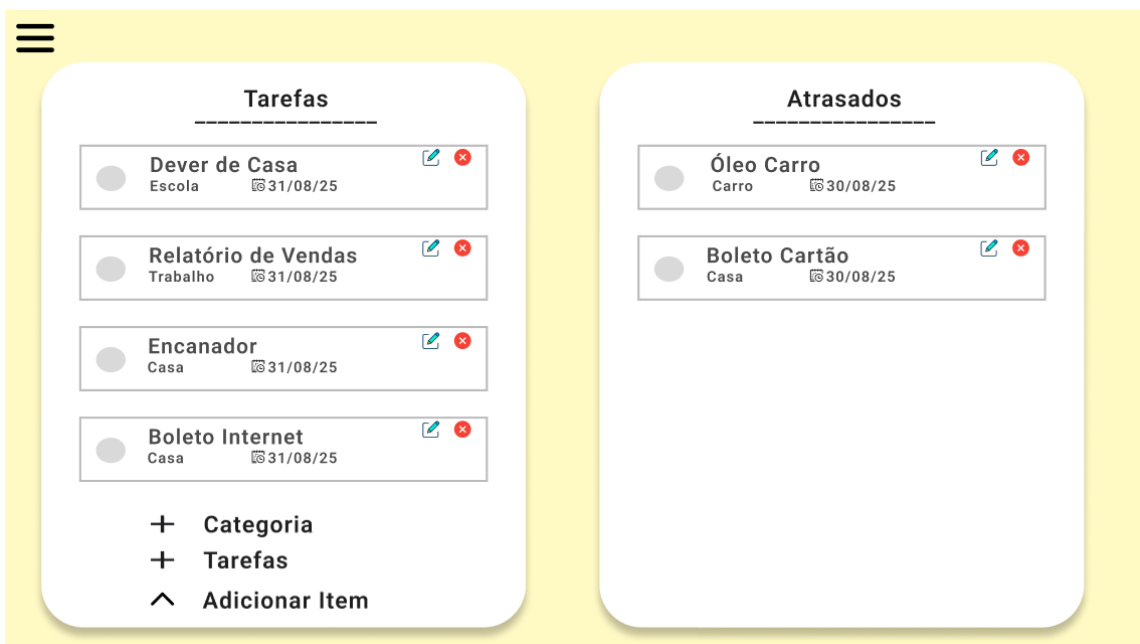 Tarefas
----------------
Dever de Casa
Escola 31/08/25
Relatório de Vendas
Trabalho 31/08/25
Encanador
Casa 31/08/25
Boleto Internet
Casa 31/08/25
+ Categoria
+ Tarefas
^ Adicionar Item
Atrasados
----------------
Óleo Carro
Carro 30/08/25
Boleto Cartão
Casa 30/08/25